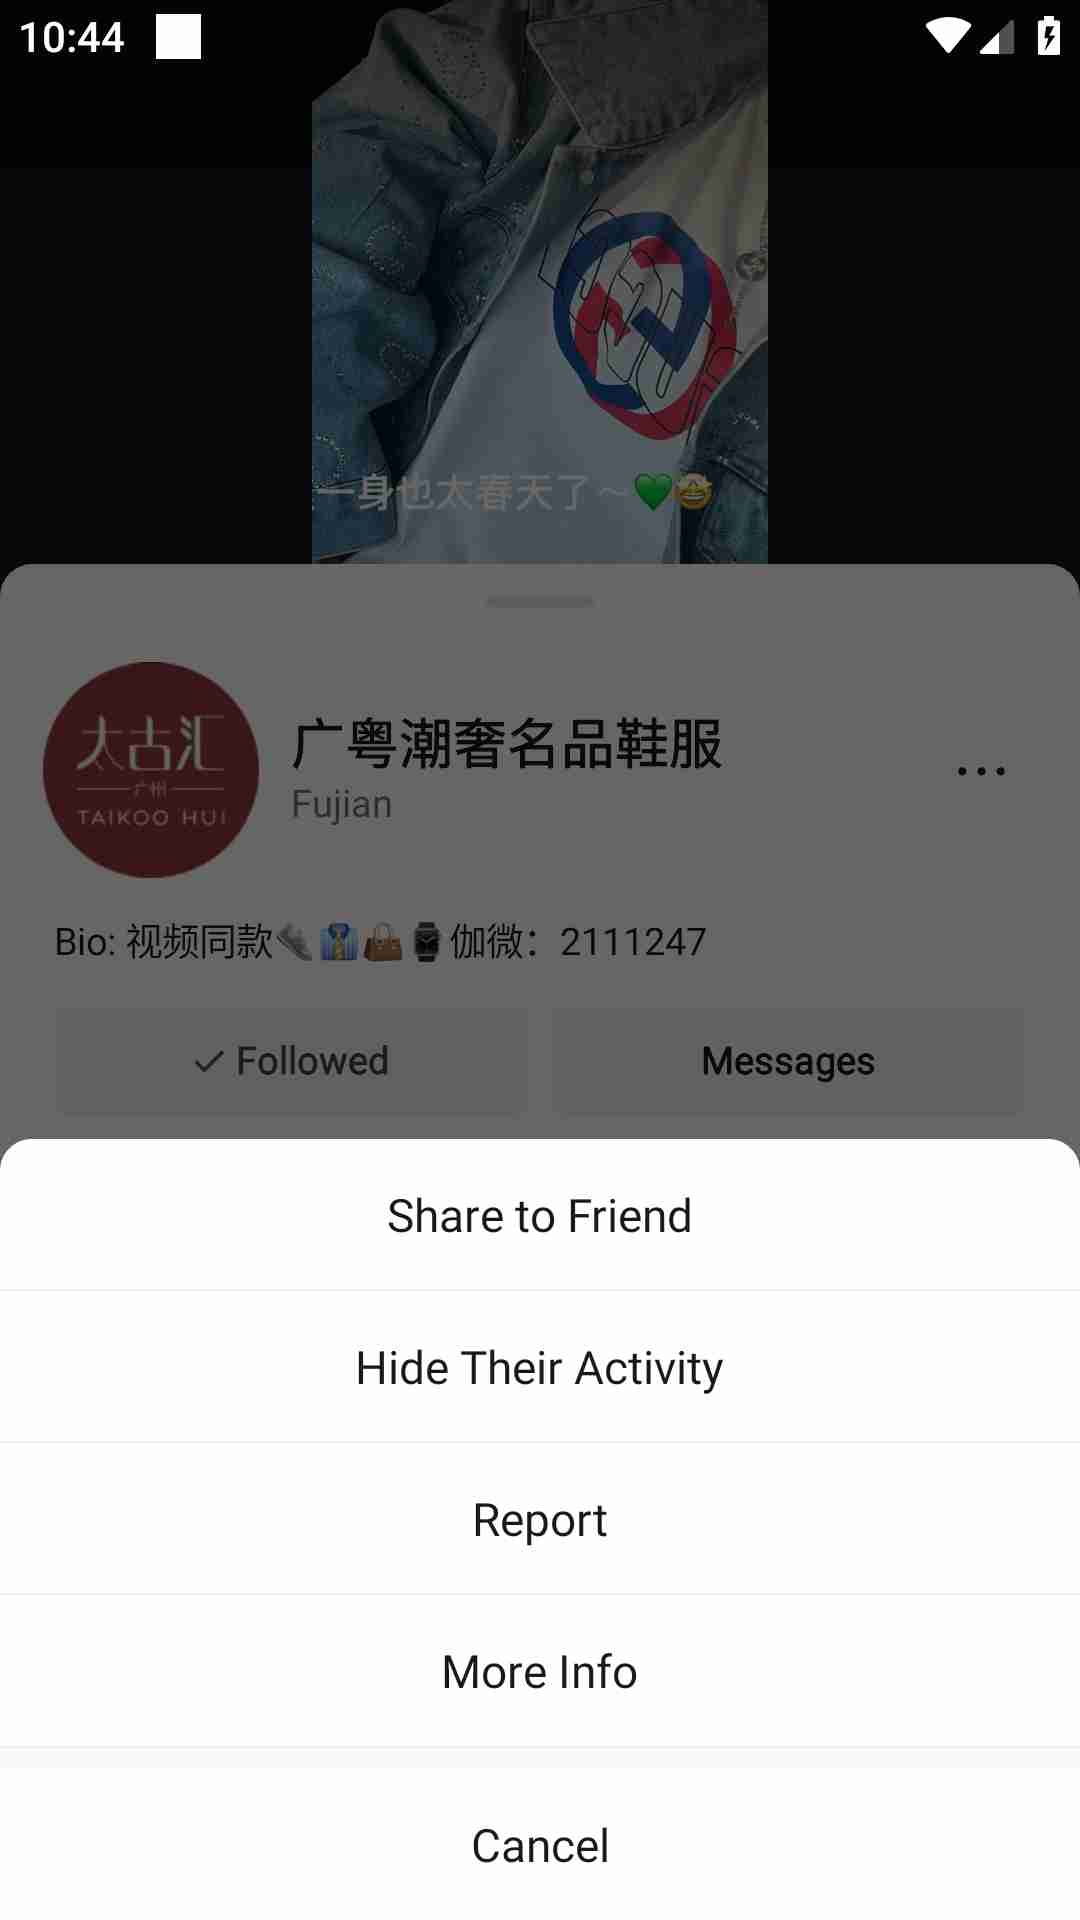 10:44
一身也太春天了～💚🤩
太古汇
广州
TAIKOO HUI
广粤潮奢名品鞋服
Fujian
Bio: 视频同款👟👔👜⌚伽微：2111247
Followed
Messages
Share to Friend
Hide Their Activity
Report
More Info
Cancel